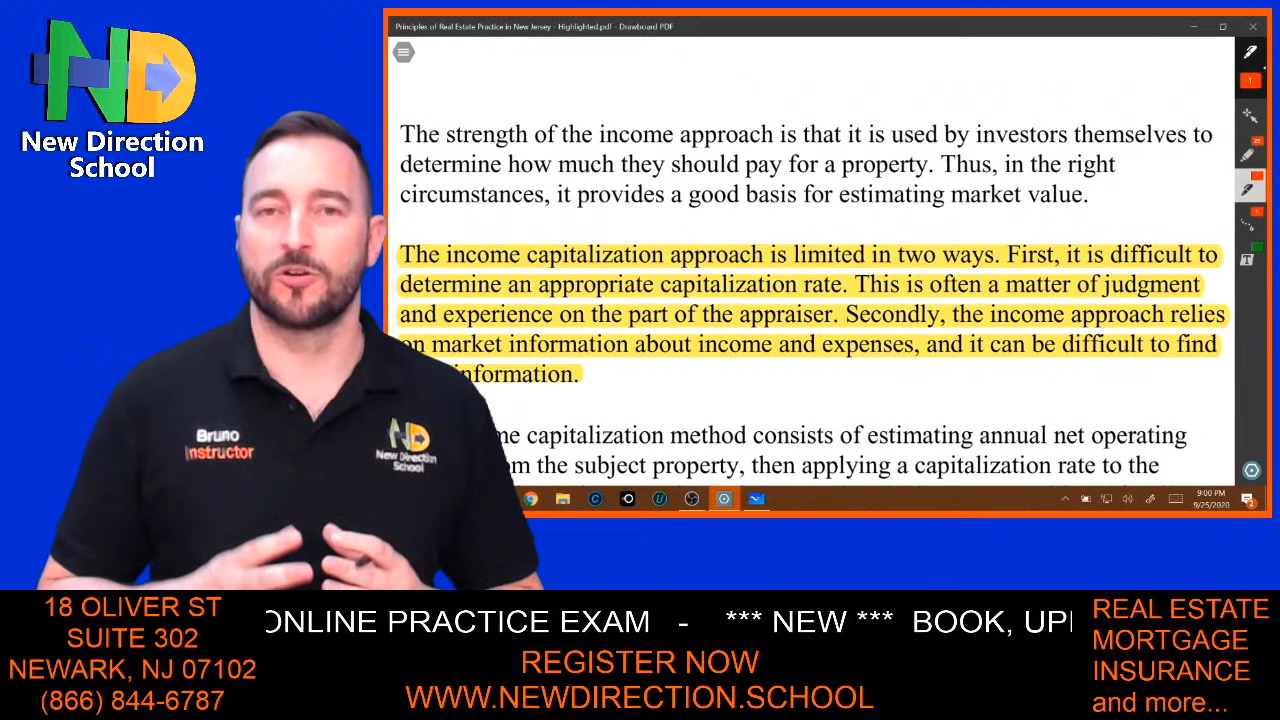 ND
New Direction
School
Principles of Real Estate Practice in New Jersey - Highlighted.pdf - Drawboard PDF
The strength of the income approach is that it is used by investors themselves to
determine how much they should pay for a property. Thus, in the right
circumstances, it provides a good basis for estimating market value.
The income capitalization approach is limited in two ways. First, it is difficult to
determine an appropriate capitalization rate. This is often a matter of judgment
and experience on the part of the appraiser. Secondly, the income approach relies
on market information about income and expenses, and it can be difficult to find
information.
capitalization method consists of estimating annual net operating
the subject property, then applying a capitalization rate to the
9:00 PM
9/25/2020
Bruno
Instructor
ND
New Direction
School
18 OLIVER ST
SUITE 302
NEWARK, NJ 07102
(866) 844-6787
ONLINE PRACTICE EXAM - *** NEW *** BOOK, UP
REGISTER NOW
WWW.NEWDIRECTION.SCHOOL
REAL ESTATE
MORTGAGE
INSURANCE
and more...